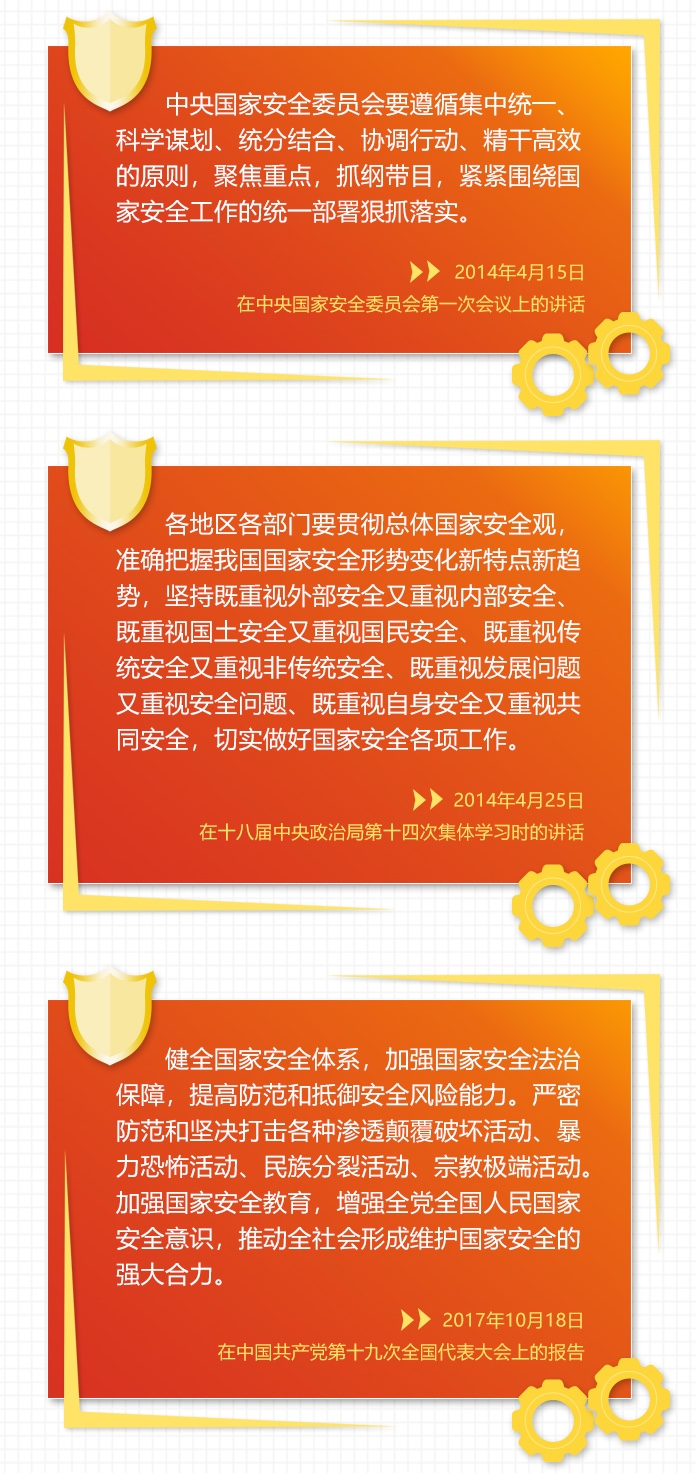 中央国家安全委员会要遵循集中统一、
科学谋划、统分结合、协调行动、精干高效
的原则，聚焦重点，抓纲带目，紧紧围绕国
家安全工作的统一部署狠抓落实。
2014年4月15日
在中央国家安全委员会第一次会议上的讲话
各地区各部门要贯彻总体国家安全观，
准确把握我国国家安全形势变化新特点新趋
势，坚持既重视外部安全又重视内部安全、
既重视国土安全又重视国民安全、既重视传
统安全又重视非传统安全、既重视发展问题
又重视安全问题、既重视自身安全又重视共
同安全，切实做好国家安全各项工作。
2014年4月25日
在十八届中央政治局第十四次集体学习时的讲话
健全国家安全体系，加强国家安全法治
保障，提高防范和抵御安全风险能力。严密
防范和坚决打击各种渗透颠覆破坏活动、暴
力恐怖活动、民族分裂活动、宗教极端活动。
加强国家安全教育，增强全党全国人民国家
安全意识，推动全社会形成维护国家安全的
强大合力。
2017年10月18日
在中国共产党第十九次全国代表大会上的报告